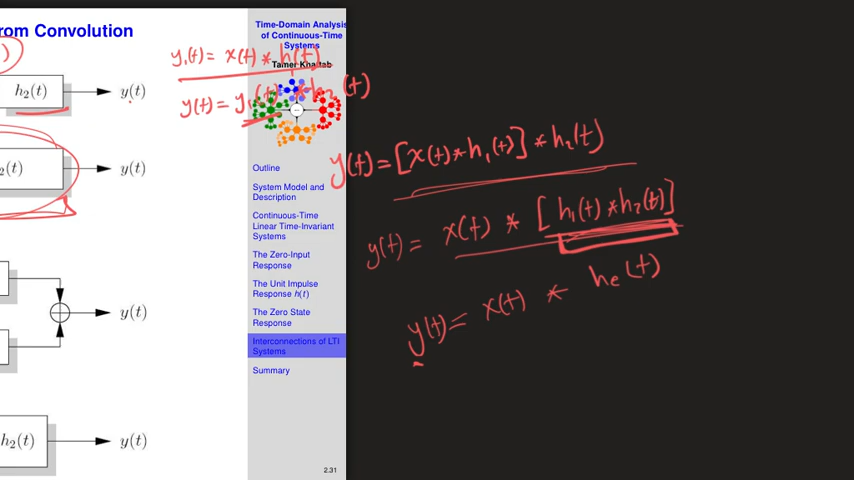 rom Convolution
)
h₂(t)
y(t)
₂(t)
y(t)
y(t)
h₂(t)
y(t)
Time-Domain Analysis
of Continuous-Time
Systems
Tamer Khattab
Outline
System Model and
Description
Continuous-Time
Linear Time-Invariant
Systems
The Zero-Input
Response
The Unit Impulse
Response h(t)
The Zero State
Response
Interconnections of LTI
Systems
Summary
2.31
y₁(t) = x(t) * h(t)
y(t) = y₁(t) * h₂(t)
y(t) = [x(t) * h₁(t)] * h₂(t)
y(t) = x(t) * [h₁(t) * h₂(t)]
y(t) = x(t) * hₑ(t)